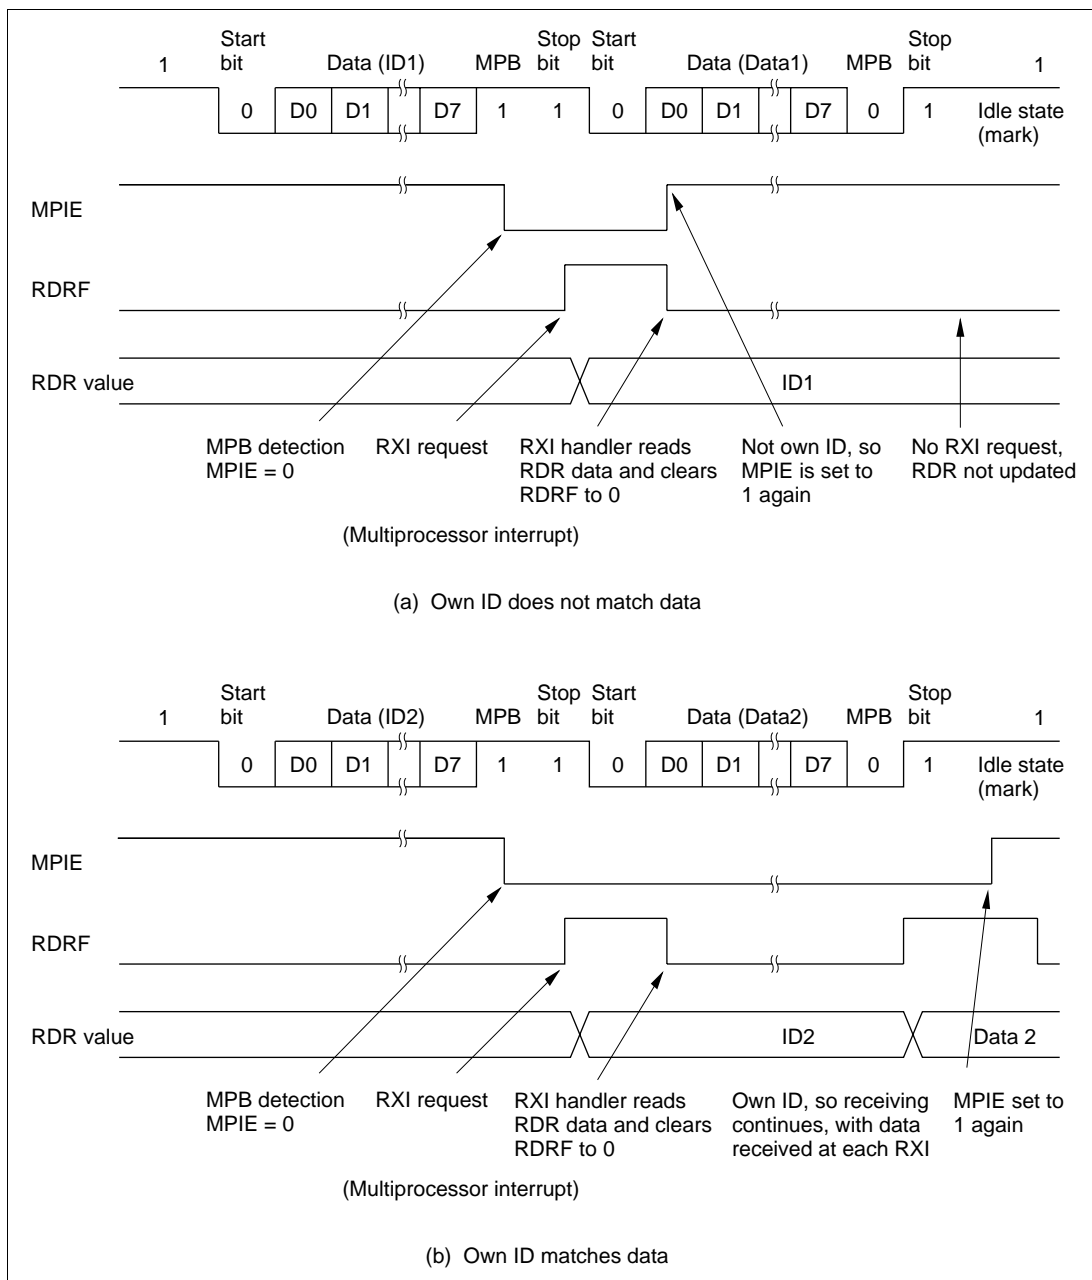 Start Stop Start Stop
1 bit Data (ID1) MPB bit bit Data (Data1) MPB bit 1
0 D0 D1 D7 1 1 0 D0 D1 D7 0 1 Idle state
(mark)
MPIE
RDRF
RDR value ID1
MPB detection RXI request RXI handler reads Not own ID, so No RXI request,
MPIE = 0 RDR data and clears MPIE is set to RDR not updated
RDRF to 0 1 again
(Multiprocessor interrupt)
(a) Own ID does not match data
Start Stop Start Stop
1 bit Data (ID2) MPB bit bit Data (Data2) MPB bit 1
0 D0 D1 D7 1 1 0 D0 D1 D7 0 1 Idle state
(mark)
MPIE
RDRF
RDR value ID2 Data 2
MPB detection RXI request RXI handler reads Own ID, so receiving MPIE set to
MPIE = 0 RDR data and clears continues, with data 1 again
RDRF to 0 received at each RXI
(Multiprocessor interrupt)
(b) Own ID matches data